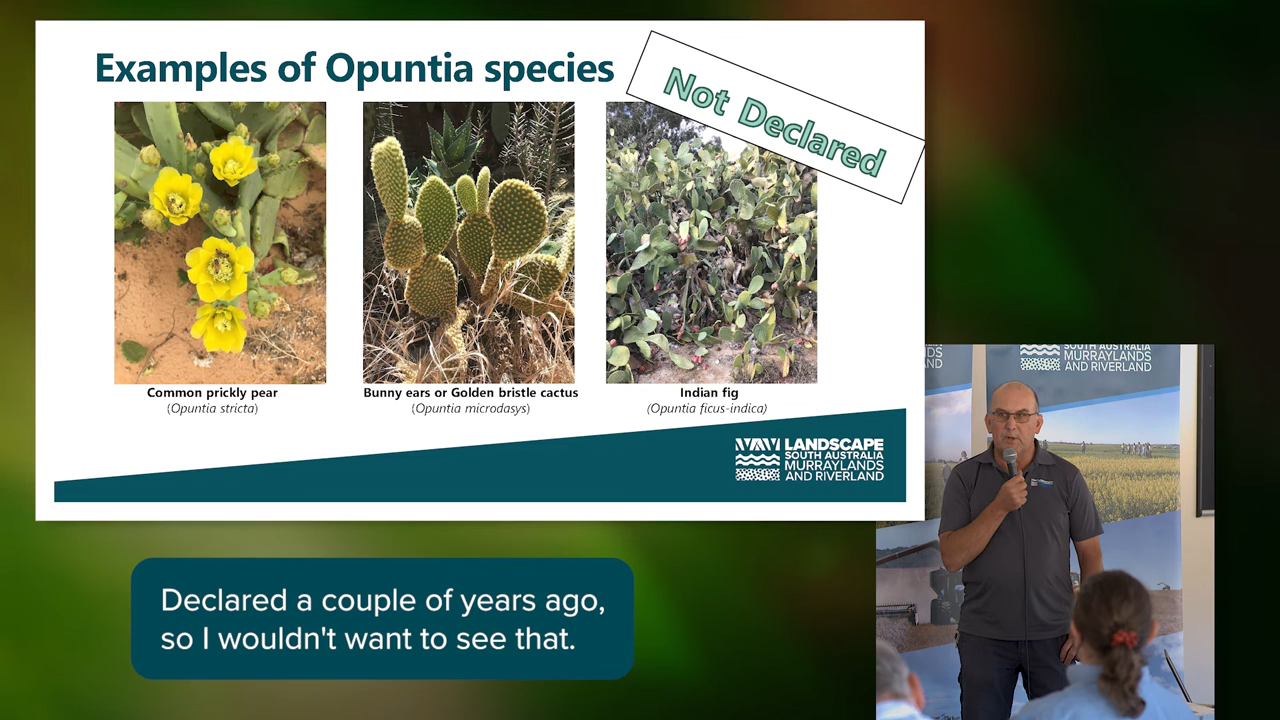 Examples of Opuntia species
Not Declared
Common prickly pear
(Opuntia stricta)
Bunny ears or Golden bristle cactus
(Opuntia microdasys)
Indian fig
(Opuntia ficus-indica)
LANDSCAPE
SOUTH AUSTRALIA
MURRAYLANDS
AND RIVERLAND
DS
AND
SOUTH AUSTRALIA
MURRAYLANDS
AND RIVERLAND
Declared a couple of years ago,
so I wouldn't want to see that.